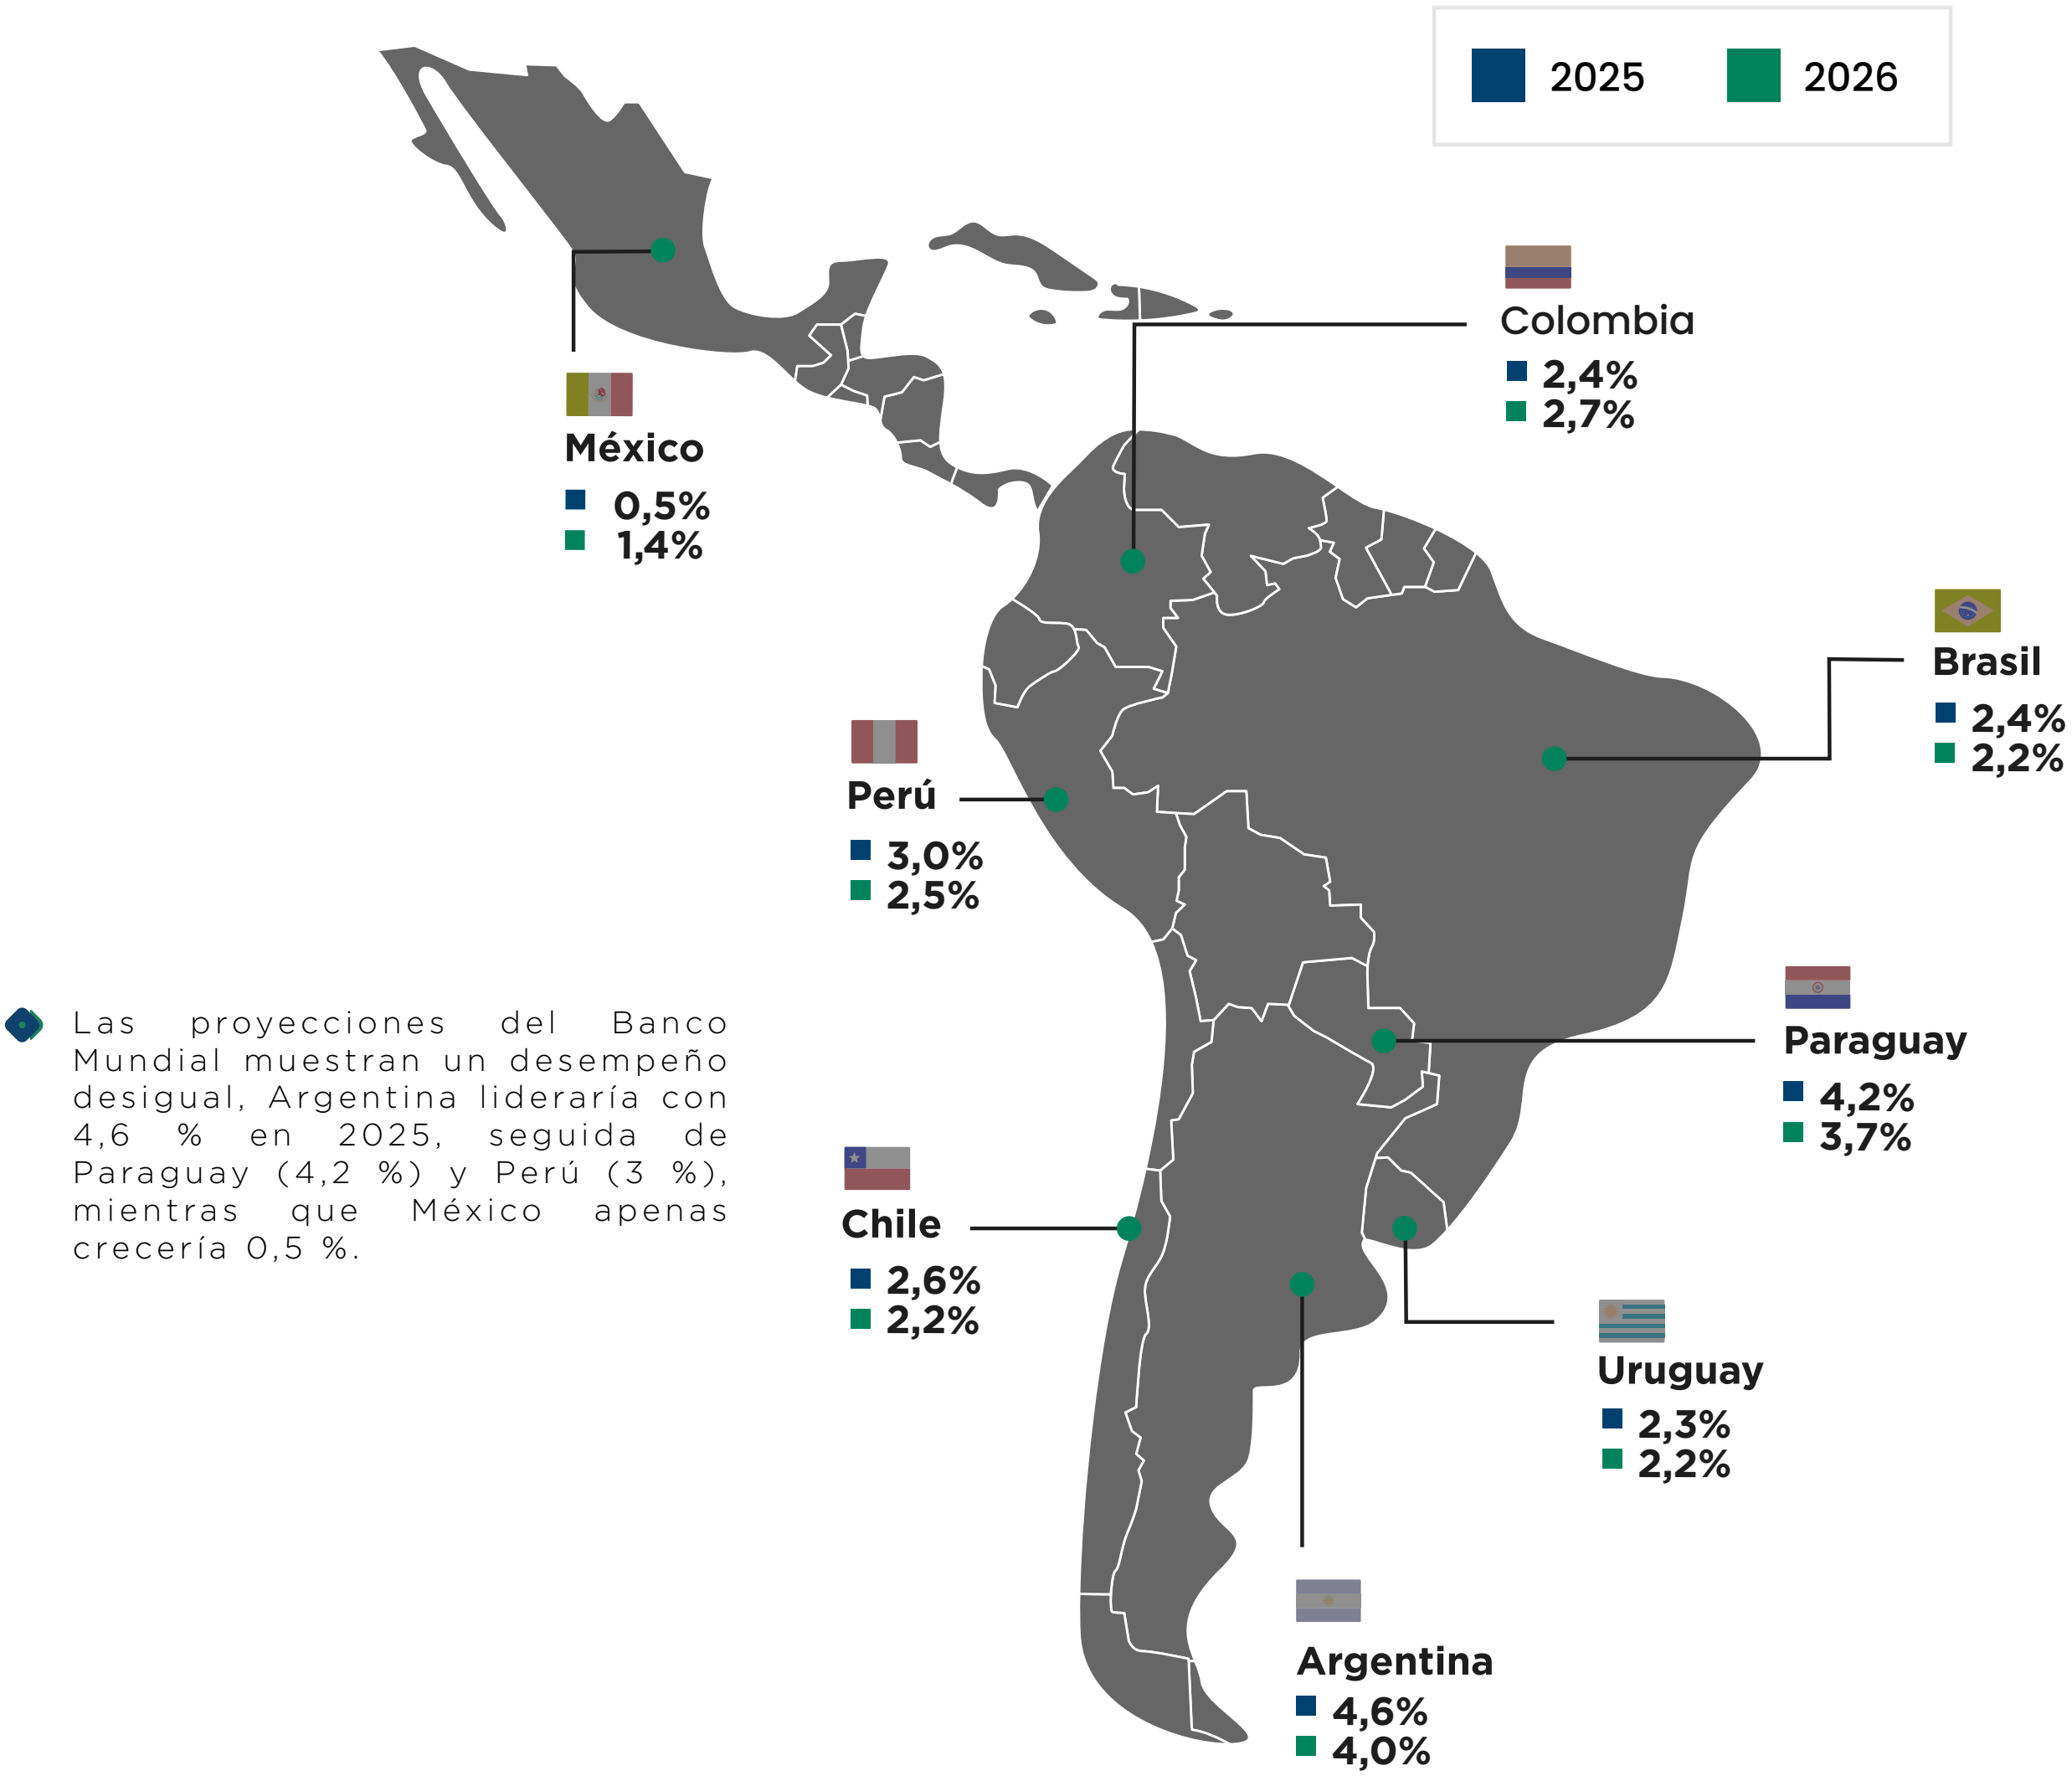 2025
2026
Colombia
2,4%
2,7%
México
0,5%
1,4%
Brasil
2,4%
2,2%
Perú
3,0%
2,5%
Paraguay
4,2%
3,7%
Las proyecciones del Banco
Mundial muestran un desempeño
desigual, Argentina lideraría con
4,6 % en 2025, seguida de
Paraguay (4,2 %) y Perú (3 %),
mientras que México apenas
crecería 0,5 %.
Chile
2,6%
2,2%
Uruguay
2,3%
2,2%
Argentina
4,6%
4,0%